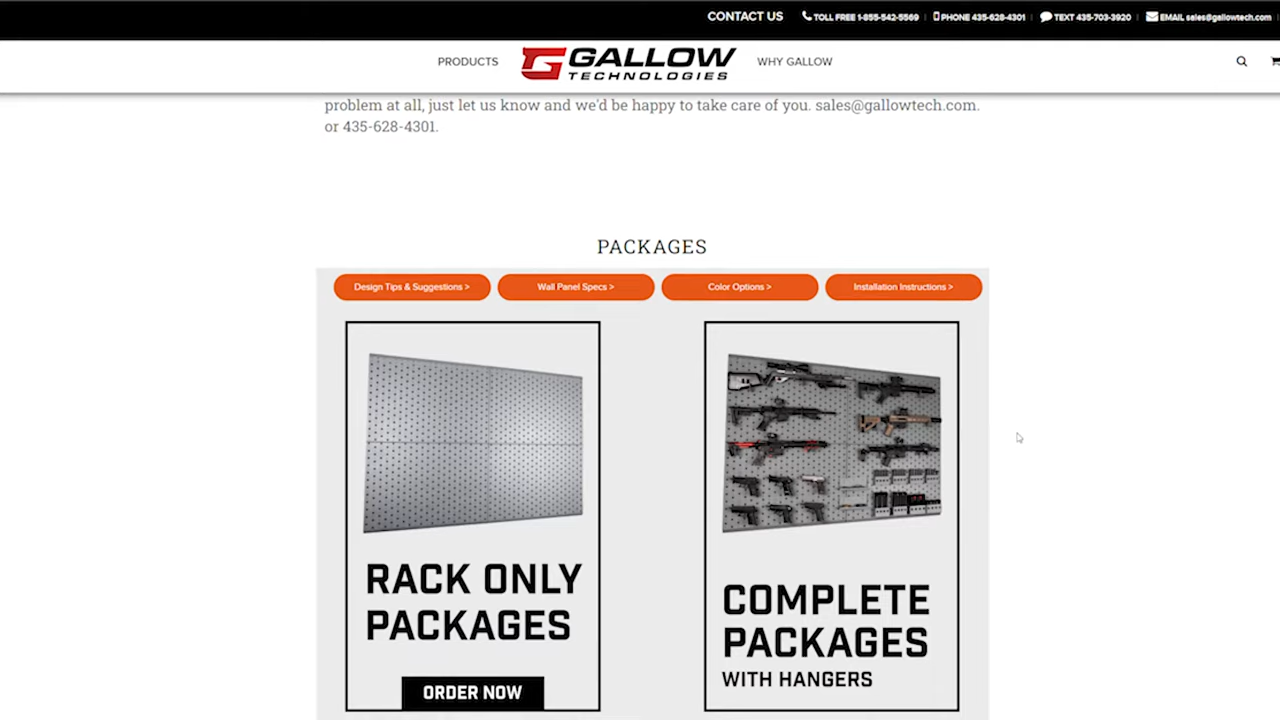 CONTACT US TOLL FREE 1-855-542-5569 PHONE 435-628-4301 TEXT 435-703-3920 EMAIL sales@gallowtech.com
PRODUCTS GALLOW TECHNOLOGIES WHY GALLOW
problem at all, just let us know and we'd be happy to take care of you. sales@gallowtech.com.
or 435-628-4301.
PACKAGES
Design Tips & Suggestions > Wall Panel Specs > Color Options > Installation Instructions >
RACK ONLY
PACKAGES
ORDER NOW
COMPLETE
PACKAGES
WITH HANGERS